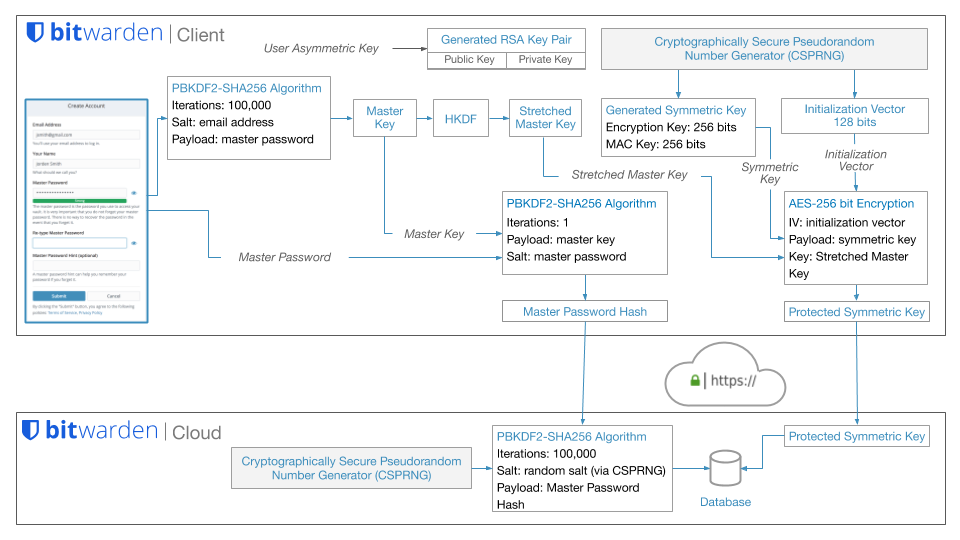 bitwarden | Client
User Asymmetric Key
Generated RSA Key Pair
Public Key
Private Key
Cryptographically Secure Pseudorandom
Number Generator (CSPRNG)
PBKDF2-SHA256 Algorithm
Iterations: 100,000
Salt: email address
Payload: master password
Master
Key
HKDF
Stretched
Master Key
Generated Symmetric Key
Encryption Key: 256 bits
MAC Key: 256 bits
Initialization Vector
128 bits
Create Account
Email Address
jsmith@gmail.com
You'll use your email address to log in.
Your Name
Jordan Smith
What should we call you?
Master Password
Strong
The master password is the password you use to access your
vault. It is very important that you do not forget your master
password. There is no way to recover the password in the
event that you forget it.
Re-type Master Password
Master Password Hint (optional)
A master password hint can help you remember your
password if you forget it.
Submit
Cancel
By clicking the "Submit" button, you agree to the following
policies: Terms of Service, Privacy Policy
Symmetric
Key
Initialization
Vector
Stretched Master Key
Master Key
Master Password
PBKDF2-SHA256 Algorithm
Iterations: 1
Payload: master key
Salt: master password
AES-256 bit Encryption
IV: initialization vector
Payload: symmetric key
Key: Stretched Master
Key
Master Password Hash
Protected Symmetric Key
https://
bitwarden | Cloud
Cryptographically Secure Pseudorandom
Number Generator (CSPRNG)
PBKDF2-SHA256 Algorithm
Iterations: 100,000
Salt: random salt (via CSPRNG)
Payload: Master Password
Hash
Database
Protected Symmetric Key